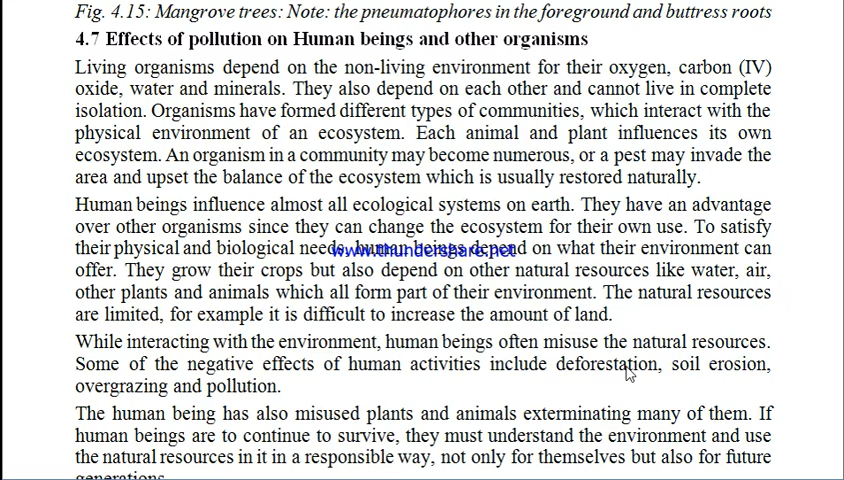 Fig. 4.15: Mangrove trees: Note: the pneumatophores in the foreground and buttress roots
4.7 Effects of pollution on Human beings and other organisms
Living organisms depend on the non-living environment for their oxygen, carbon (IV)
oxide, water and minerals. They also depend on each other and cannot live in complete
isolation. Organisms have formed different types of communities, which interact with the
physical environment of an ecosystem. Each animal and plant influences its own
ecosystem. An organism in a community may become numerous, or a pest may invade the
area and upset the balance of the ecosystem which is usually restored naturally.
Human beings influence almost all ecological systems on earth. They have an advantage
over other organisms since they can change the ecosystem for their own use. To satisfy
their physical and biological needs, human beings depend on what their environment can
www.thundershare.net
offer. They grow their crops but also depend on other natural resources like water, air,
other plants and animals which all form part of their environment. The natural resources
are limited, for example it is difficult to increase the amount of land.
While interacting with the environment, human beings often misuse the natural resources.
Some of the negative effects of human activities include deforestation, soil erosion,
overgrazing and pollution.
The human being has also misused plants and animals exterminating many of them. If
human beings are to continue to survive, they must understand the environment and use
the natural resources in it in a responsible way, not only for themselves but also for future
generations.